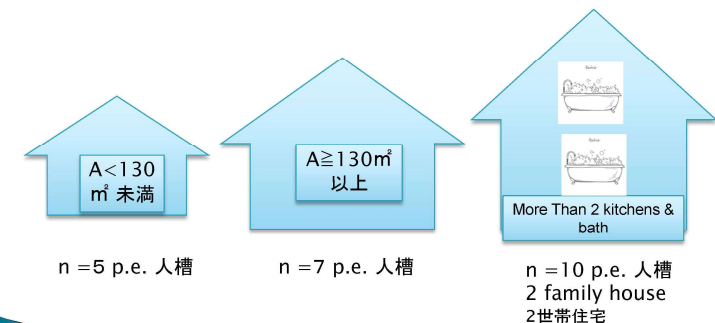 A<130
㎡ 未満
n =5 p.e. 人槽
A≧130㎡
以上
n =7 p.e. 人槽
More Than 2 kitchens &
bath
n =10 p.e. 人槽
2 family house
2世帯住宅